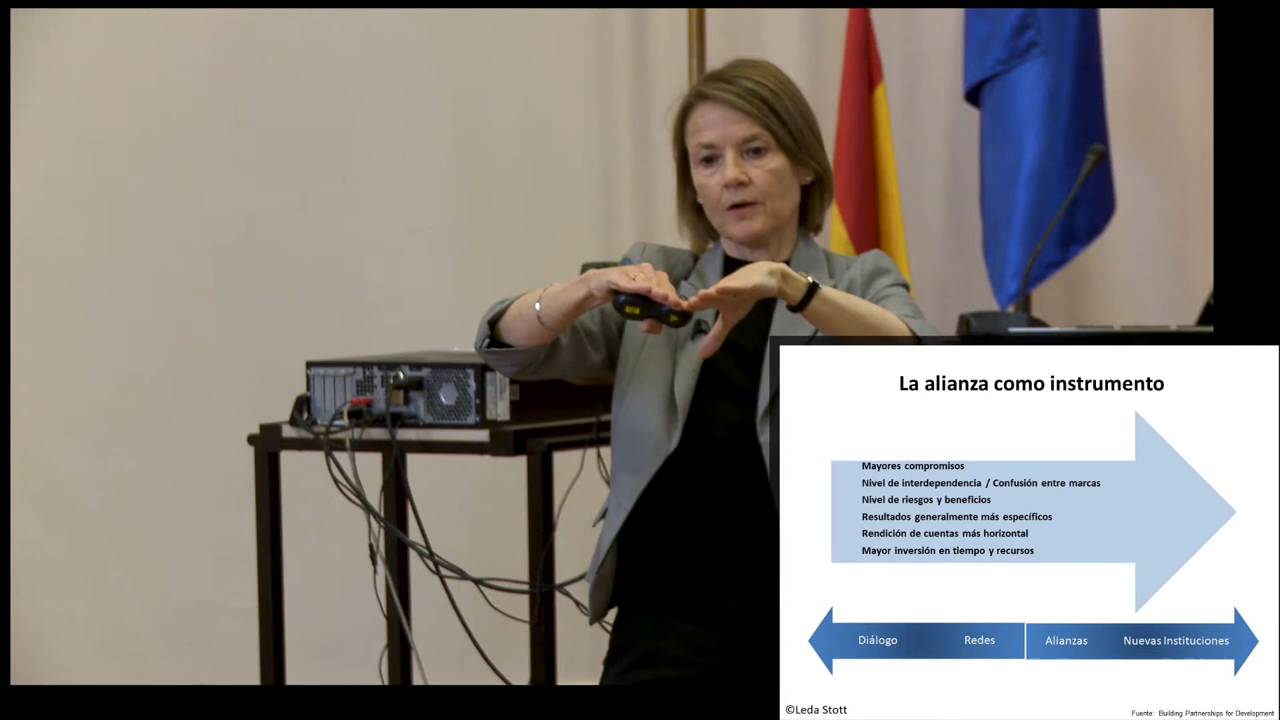 La alianza como instrumento
Mayores compromisos
Nivel de interdependencia / Confusión entre marcas
Nivel de riesgos y beneficios
Resultados generalmente más específicos
Rendición de cuentas más horizontal
Mayor inversión en tiempo y recursos
Diálogo Redes Alianzas Nuevas Instituciones
©Leda Stott
Fuente: Building Partnerships for Development